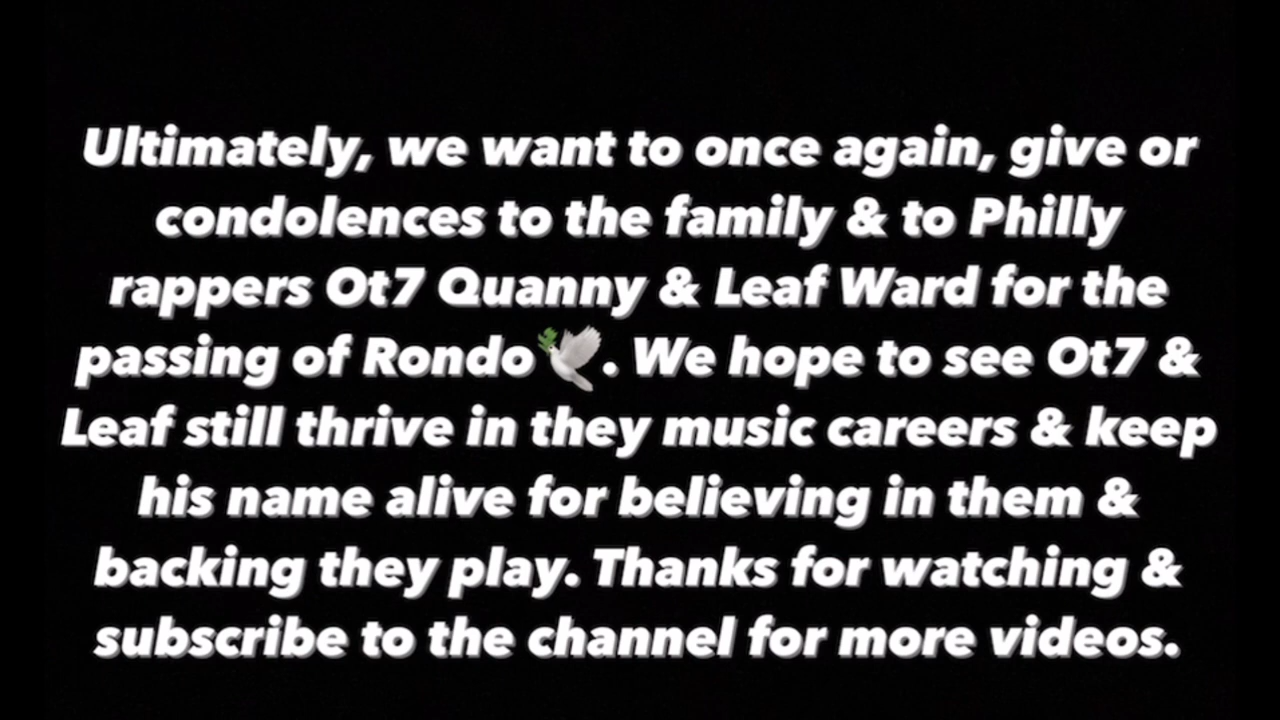 Ultimately, we want to once again, give or
condolences to the family & to Philly
rappers Ot7 Quanny & Leaf Ward for the
passing of Rondo🕊️. We hope to see Ot7 &
Leaf still thrive in they music careers & keep
his name alive for believing in them &
backing they play. Thanks for watching &
subscribe to the channel for more videos.